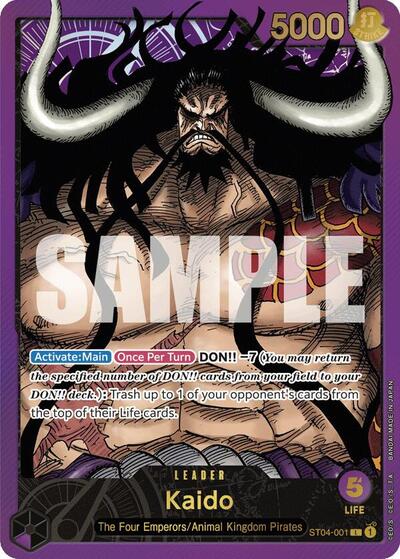 5000
打
STRIKE
SAMPLE
Activate:Main Once Per Turn DON!! −7 (You may return
the specified number of DON!! cards from your field to your
DON!! deck.): Trash up to 1 of your opponent's cards from
the top of their Life cards.
LEADER
Kaido
5
LIFE
The Four Emperors/Animal Kingdom Pirates
ST04-001 L 1
BANDAI MADE IN JAPAN